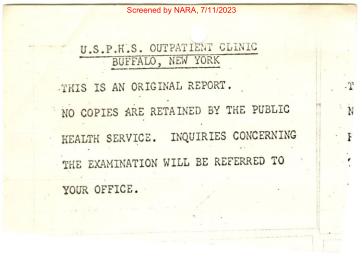 Screened by NARA, 7/11/2023
U.S.P.H.S. OUTPATIENT CLINIC
BUFFALO, NEW YORK
THIS IS AN ORIGINAL REPORT.
NO COPIES ARE RETAINED BY THE PUBLIC
HEALTH SERVICE. INQUIRIES CONCERNING
THE EXAMINATION WILL BE REFERRED TO
YOUR OFFICE.